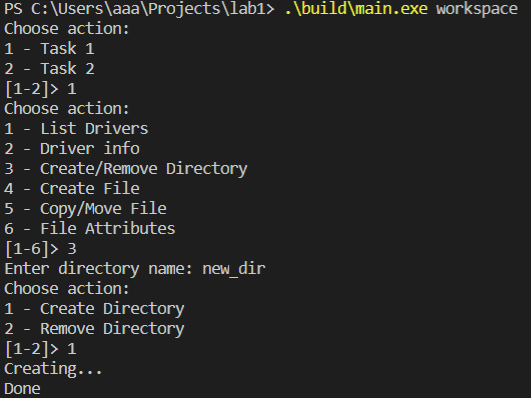 PS C:\Users\aaa\Projects\lab1> .\build\main.exe workspace
Choose action:
1 - Task 1
2 - Task 2
[1-2]> 1
Choose action:
1 - List Drivers
2 - Driver info
3 - Create/Remove Directory
4 - Create File
5 - Copy/Move File
6 - File Attributes
[1-6]> 3
Enter directory name: new_dir
Choose action:
1 - Create Directory
2 - Remove Directory
[1-2]> 1
Creating...
Done